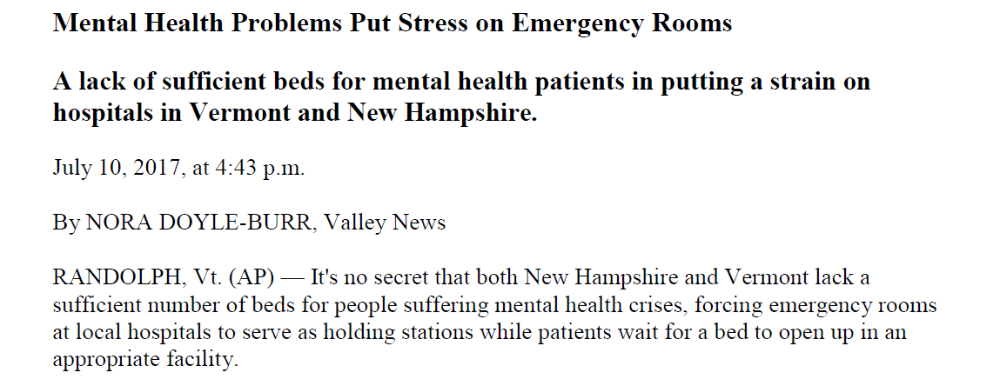 Mental Health Problems Put Stress on Emergency Rooms
A lack of sufficient beds for mental health patients in putting a strain on
hospitals in Vermont and New Hampshire.
July 10, 2017, at 4:43 p.m.
By NORA DOYLE-BURR, Valley News
RANDOLPH, Vt. (AP) — It's no secret that both New Hampshire and Vermont lack a
sufficient number of beds for people suffering mental health crises, forcing emergency rooms
at local hospitals to serve as holding stations while patients wait for a bed to open up in an
appropriate facility.